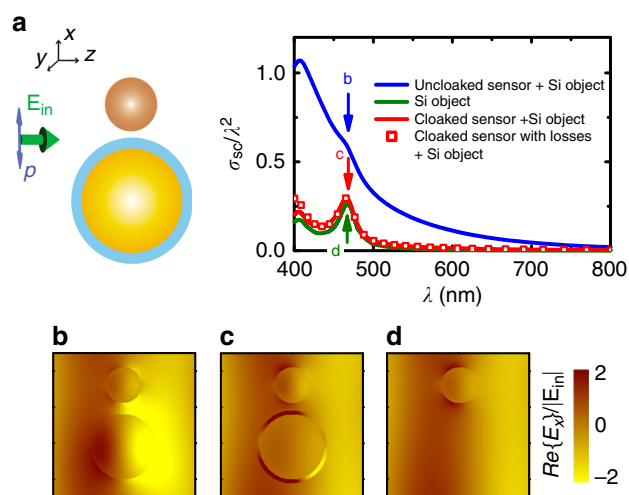 a
x
y
z
E_in
p
σ_sc/λ²
1.0
0.5
0.0
b
c
d
Uncloaked sensor + Si object
Si object
Cloaked sensor +Si object
Cloaked sensor with losses
+ Si object
400
500
600
700
800
λ (nm)
b
c
d
2
0
−2
Re{E_x}/|E_in|